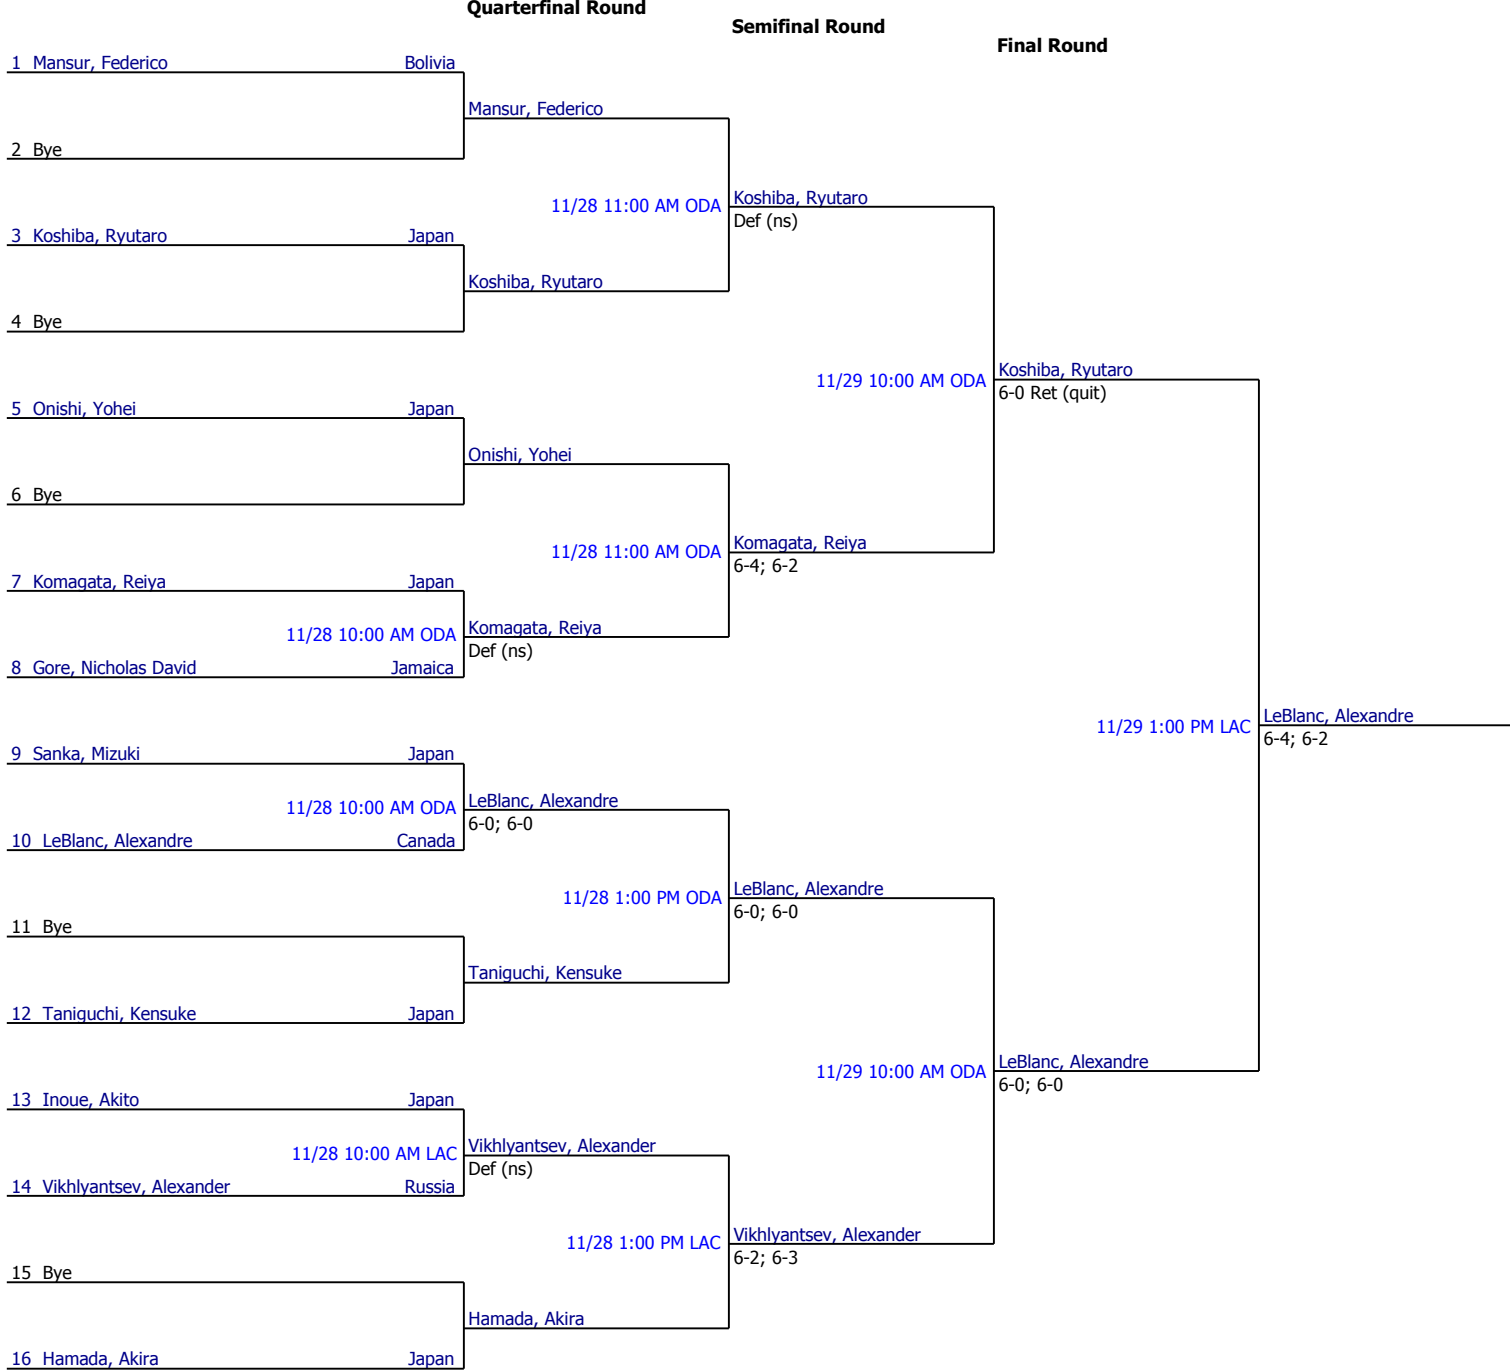 Quarterfinal Round
Semifinal Round
Final Round
1 Mansur, Federico Bolivia
Mansur, Federico
2 Bye
11/28 11:00 AM ODA Koshiba, Ryutaro
Def (ns)
3 Koshiba, Ryutaro Japan
Koshiba, Ryutaro
4 Bye
11/29 10:00 AM ODA Koshiba, Ryutaro
6-0 Ret (quit)
5 Onishi, Yohei Japan
Onishi, Yohei
6 Bye
11/28 11:00 AM ODA Komagata, Reiya
6-4; 6-2
7 Komagata, Reiya Japan
11/28 10:00 AM ODA Komagata, Reiya
Def (ns)
8 Gore, Nicholas David Jamaica
11/29 1:00 PM LAC LeBlanc, Alexandre
6-4; 6-2
9 Sanka, Mizuki Japan
11/28 10:00 AM ODA LeBlanc, Alexandre
6-0; 6-0
10 LeBlanc, Alexandre Canada
11/28 1:00 PM ODA LeBlanc, Alexandre
6-0; 6-0
11 Bye
Taniguchi, Kensuke
12 Taniguchi, Kensuke Japan
11/29 10:00 AM ODA LeBlanc, Alexandre
6-0; 6-0
13 Inoue, Akito Japan
11/28 10:00 AM LAC Vikhlyantsev, Alexander
Def (ns)
14 Vikhlyantsev, Alexander Russia
11/28 1:00 PM LAC Vikhlyantsev, Alexander
6-2; 6-3
15 Bye
Hamada, Akira
16 Hamada, Akira Japan